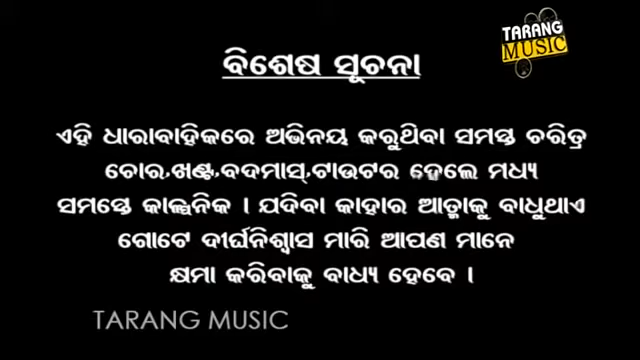 TARANG
MUSIC
ବିଶେଷ ସୂଚନା
ଏହି ଧାରାବାହିକରେ ଅଭିନୟ କରୁଥିବା ସମସ୍ତ ଚରିତ୍ର
ଚୋର,ଖଣ୍ଟ,ବଦମାସ୍,ଟାଉଟର ହେଲେ ମଧ୍ୟ
ସମସ୍ତେ କାଳ୍ପନିକ । ଯଦିବା କାହାର ଆତ୍ମାକୁ ବାଧୁଥାଏ
ଗୋଟେ ଦୀର୍ଘନିଶ୍ୱାସ ମାରି ଆପଣ ମାନେ
କ୍ଷମା କରିବାକୁ ବାଧ୍ୟ ହେବେ ।
TARANG MUSIC